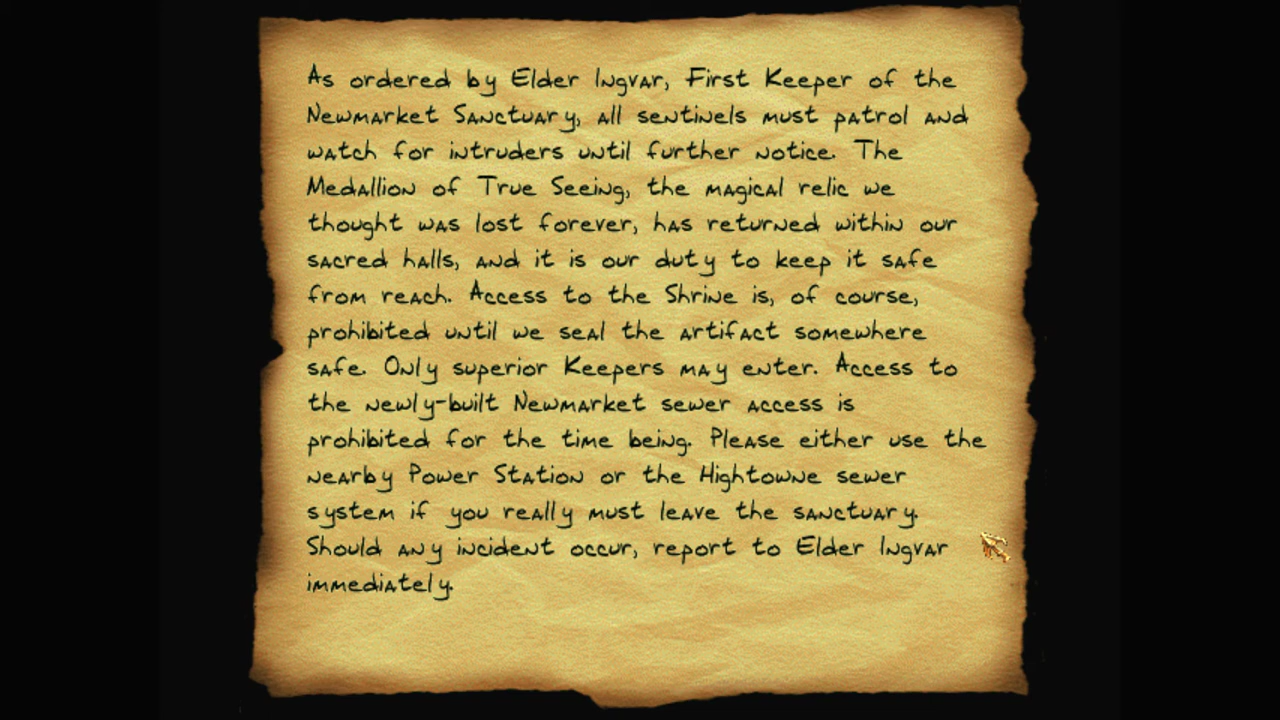 As ordered by Elder Ingvar, First Keeper of the
Newmarket Sanctuary, all sentinels must patrol and
watch for intruders until further notice. The
Medallion of True Seeing, the magical relic we
thought was lost forever, has returned within our
sacred halls, and it is our duty to keep it safe
from reach. Access to the Shrine is, of course,
prohibited until we seal the artifact somewhere
safe. Only superior Keepers may enter. Access to
the newly-built Newmarket sewer access is
prohibited for the time being. Please either use the
nearby Power Station or the Hightowne sewer
system if you really must leave the sanctuary.
Should any incident occur, report to Elder Ingvar
immediately.